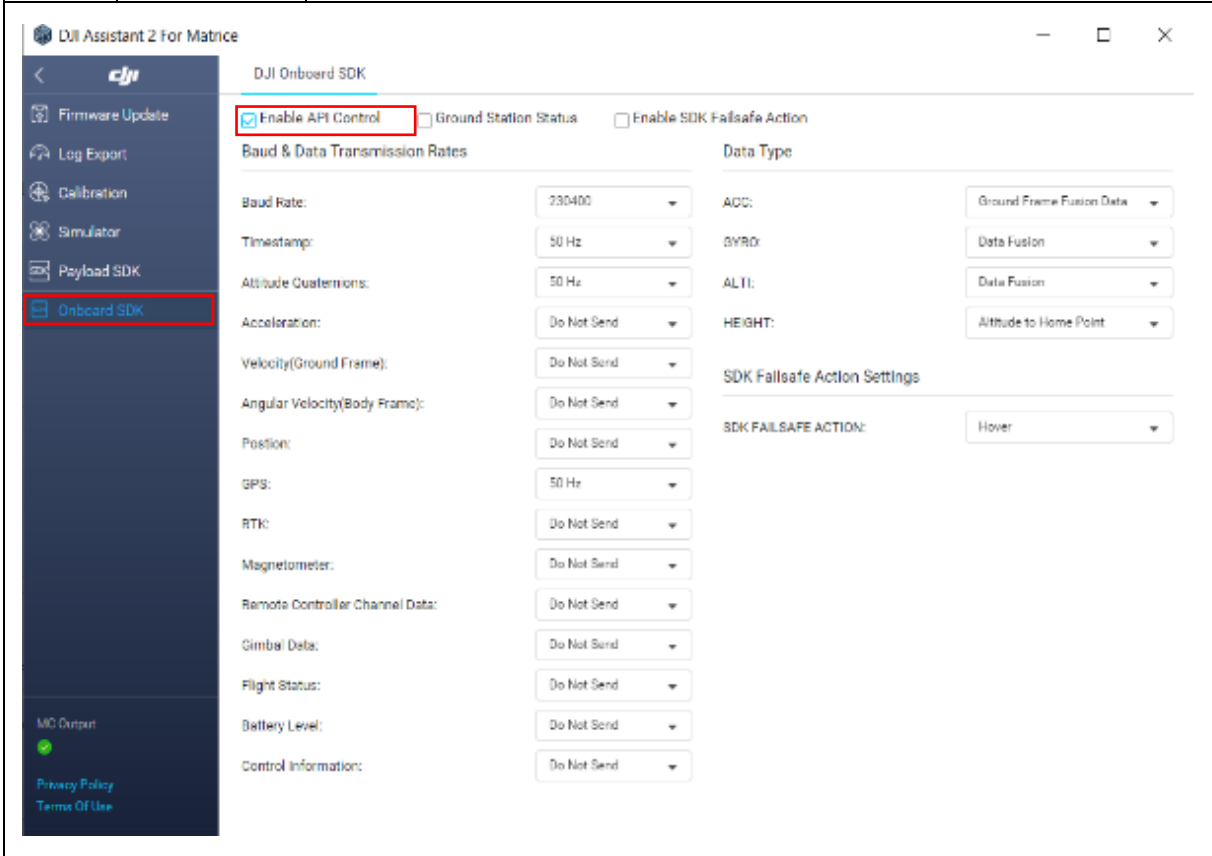 DJI Assistant 2 For Matrice
dji
DJI Onboard SDK
Firmware Update
Log Export
Calibration
Simulator
Payload SDK
Onboard SDK
MC Output
Privacy Policy
Terms Of Use
Enable API Control
Ground Station Status
Enable SDK Failsafe Action
Baud & Data Transmission Rates
Baud Rate: 230400
Timestamp: 50 Hz
Attitude Quaternions: 50 Hz
Acceleration: Do Not Send
Velocity(Ground Frame): Do Not Send
Angular Velocity(Body Frame): Do Not Send
Postion: Do Not Send
GPS: 50 Hz
RTK: Do Not Send
Magnetometer: Do Not Send
Remote Controller Channel Data: Do Not Send
Gimbal Data: Do Not Send
Flight Status: Do Not Send
Battery Level: Do Not Send
Control Information: Do Not Send
Data Type
ACC: Ground Frame Fusion Data
GYRO: Data Fusion
ALTI: Data Fusion
HEIGHT: Altitude to Home Point
SDK Failsafe Action Settings
SDK FAILSAFE ACTION: Hover